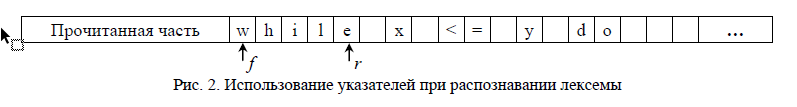 Прочитанная часть w h i l e x < = y d o ...
f r
Рис. 2. Использование указателей при распознавании лексемы